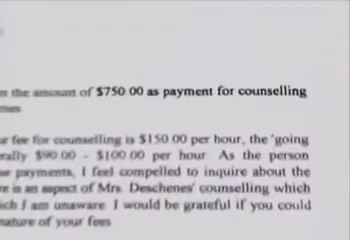 the amount of $750 00 as payment for counselling
fee for counselling is $150 00 per hour, the "going
$90 00 - $100 00 per hour As the person
payments, I feel compelled to inquire about the
is an aspect of Mrs Deschenes' counselling which
I am unaware I would be grateful if you could
nature of your fees